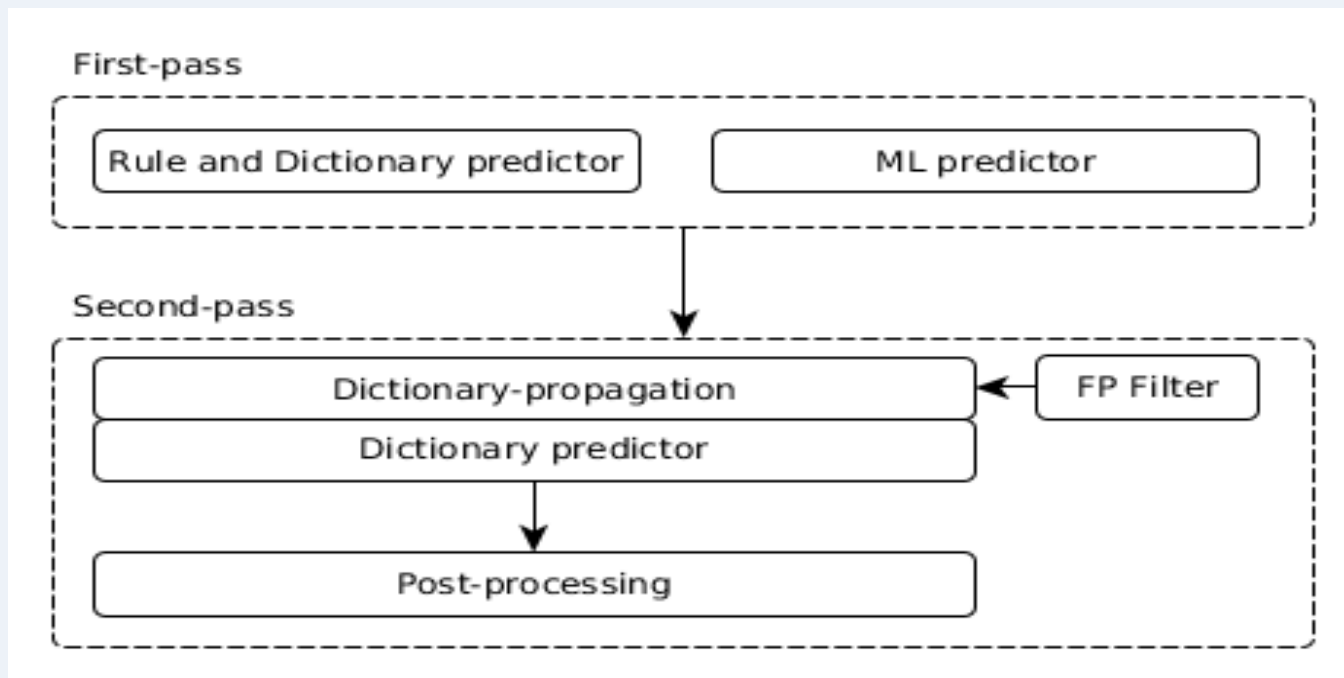 First-pass
Rule and Dictionary predictor
ML predictor
Second-pass
Dictionary-propagation
FP Filter
Dictionary predictor
Post-processing